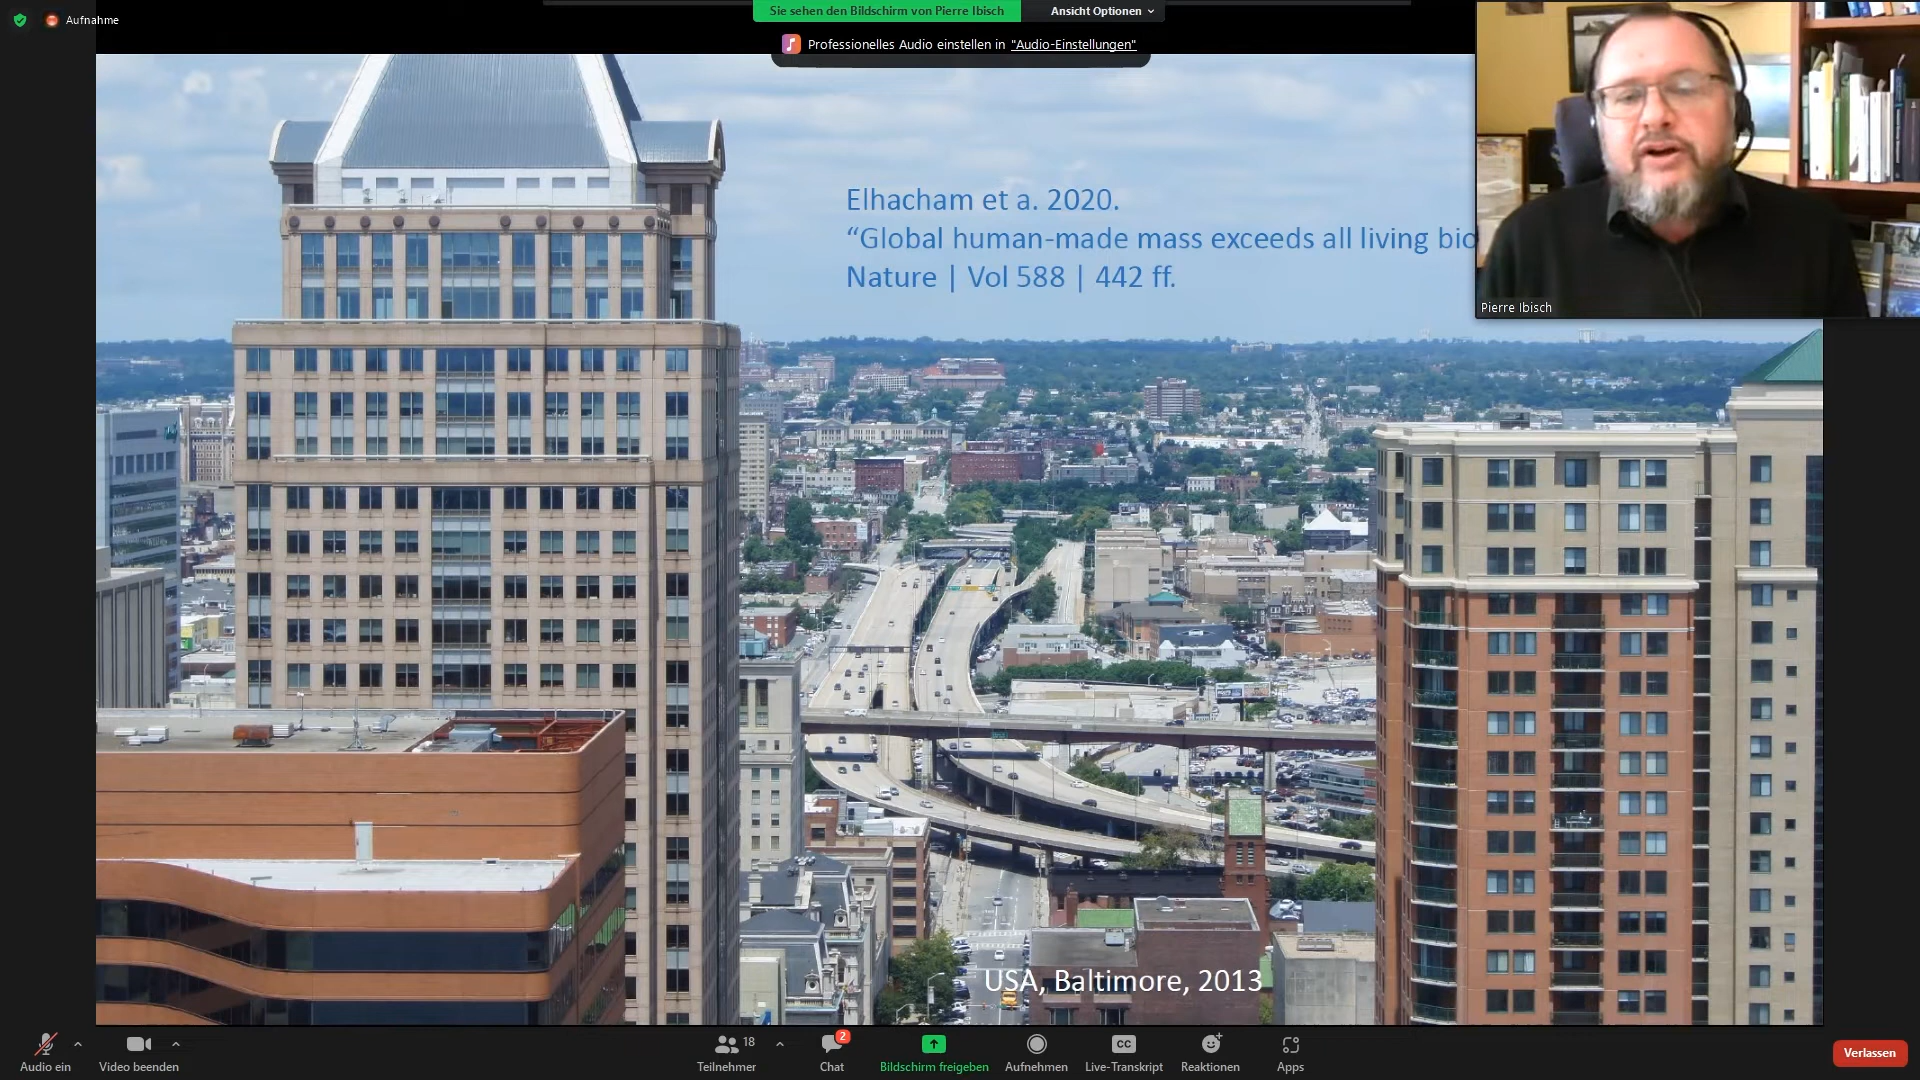 Aufnahme
Sie sehen den Bildschirm von Pierre Ibisch
Ansicht Optionen
Professionelles Audio einstellen in "Audio-Einstellungen"
Elhacham et a. 2020.
“Global human-made mass exceeds all living bio
Nature | Vol 588 | 442 ff.
Pierre Ibisch
USA, Baltimore, 2013
Audio ein
Video beenden
Teilnehmer
18
Chat
2
Bildschirm freigeben
Aufnehmen
CC
Live-Transkript
Reaktionen
Apps
Verlassen